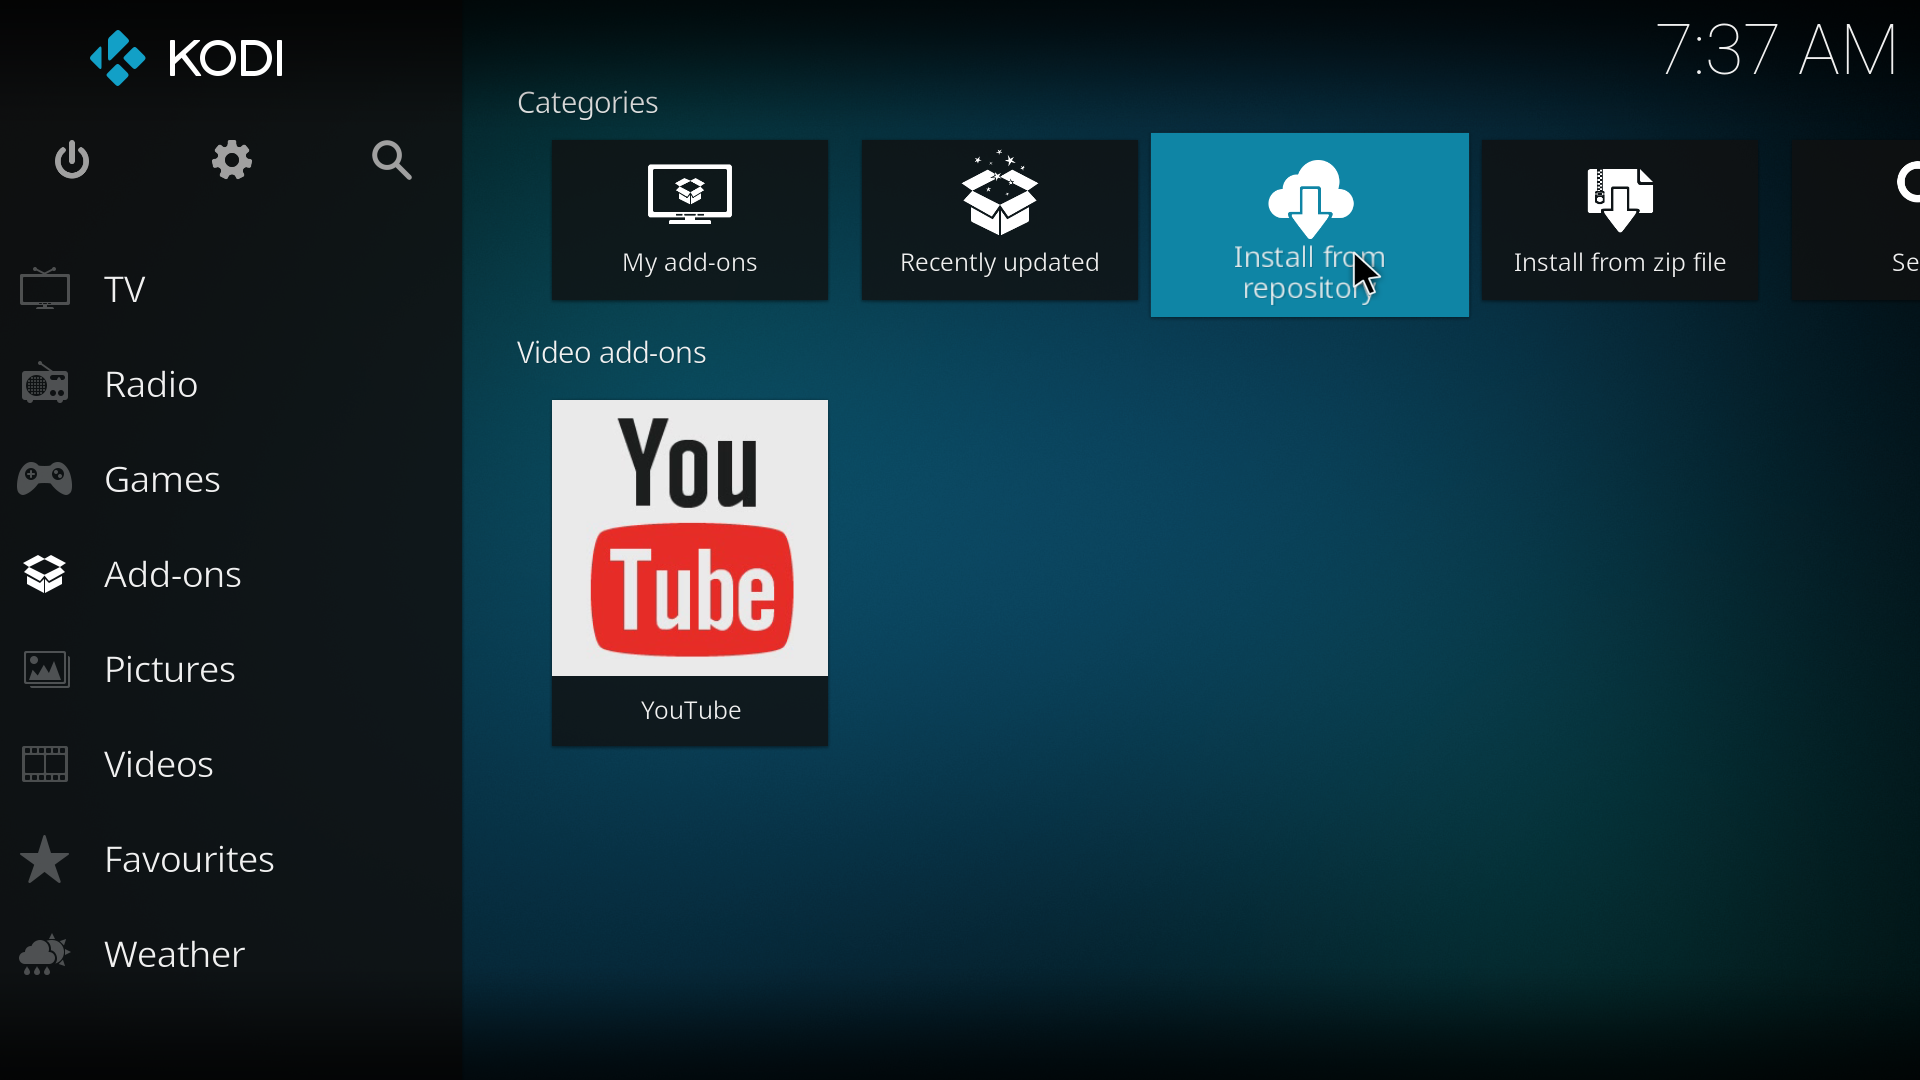 KODI
7:37 AM
Categories
My add-ons
Recently updated
Install from
repository
Install from zip file
Se
TV
Radio
Games
Add-ons
Pictures
Videos
Favourites
Weather
Video add-ons
You
Tube
YouTube